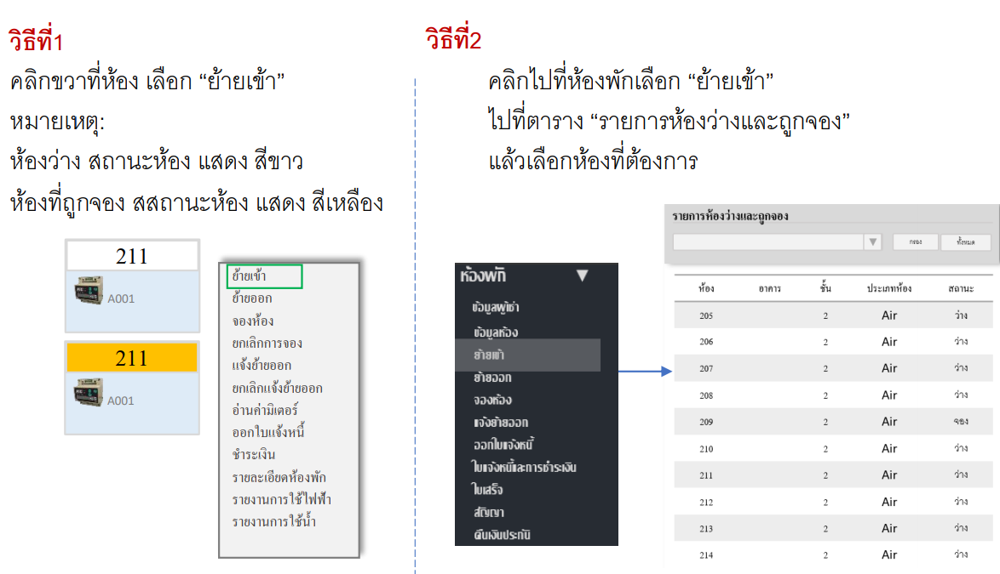 วิธีที่1
คลิกขวาที่ห้อง เลือก “ย้ายเข้า”
หมายเหตุ:
ห้องว่าง สถานะห้อง แสดง สีขาว
ห้องที่ถูกจอง สสถานะห้อง แสดง สีเหลือง
211
A001
211
A001
ย้ายเข้า
ย้ายออก
จองห้อง
ยกเลิกการจอง
แจ้งย้ายออก
ยกเลิกแจ้งย้ายออก
อ่านค่ามิเตอร์
ออกใบแจ้งหนี้
ชำระเงิน
รายละเอียดห้องพัก
รายงานการใช้ไฟฟ้า
รายงานการใช้น้ำ
วิธีที่2
คลิกไปที่ห้องพักเลือก “ย้ายเข้า”
ไปที่ตาราง “รายการห้องว่างและถูกจอง”
แล้วเลือกห้องที่ต้องการ
ห้องพัก ▼
ข้อมูลผู้เช่า
ข้อมูลห้อง
ย้ายเข้า
ย้ายออก
จองห้อง
แจ้งย้ายออก
ออกใบแจ้งหนี้
ใบแจ้งหนี้และการชำระเงิน
ใบเสร็จ
สัญญา
คืนเงินประกัน
รายการห้องว่างและถูกจอง
กรอง ทั้งหมด
ห้อง อาคาร ชั้น ประเภทห้อง สถานะ
205 2 Air ว่าง
206 2 Air ว่าง
207 2 Air ว่าง
208 2 Air ว่าง
209 2 Air จอง
210 2 Air ว่าง
211 2 Air ว่าง
212 2 Air ว่าง
213 2 Air ว่าง
214 2 Air ว่าง